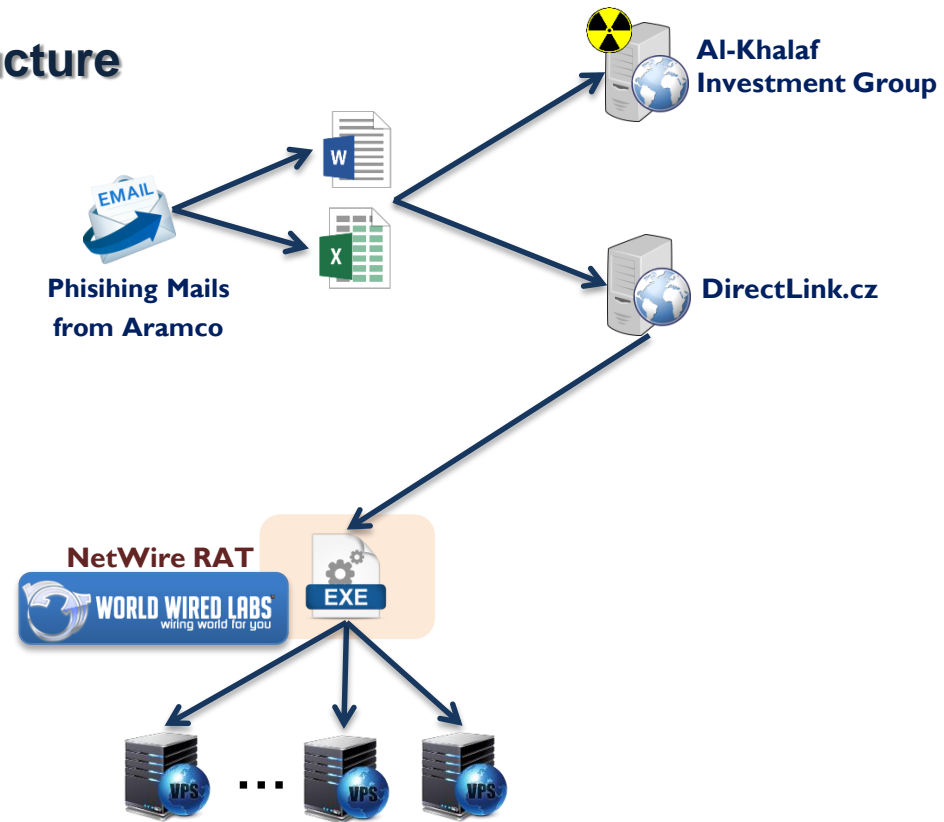 ucture
Al-Khalaf
Investment Group
EMAIL
W
X
Phisihing Mails
from Aramco
DirectLink.cz
NetWire RAT
WORLD WIRED LABS
wiring world for you
EXE
...
VPS
VPS
VPS